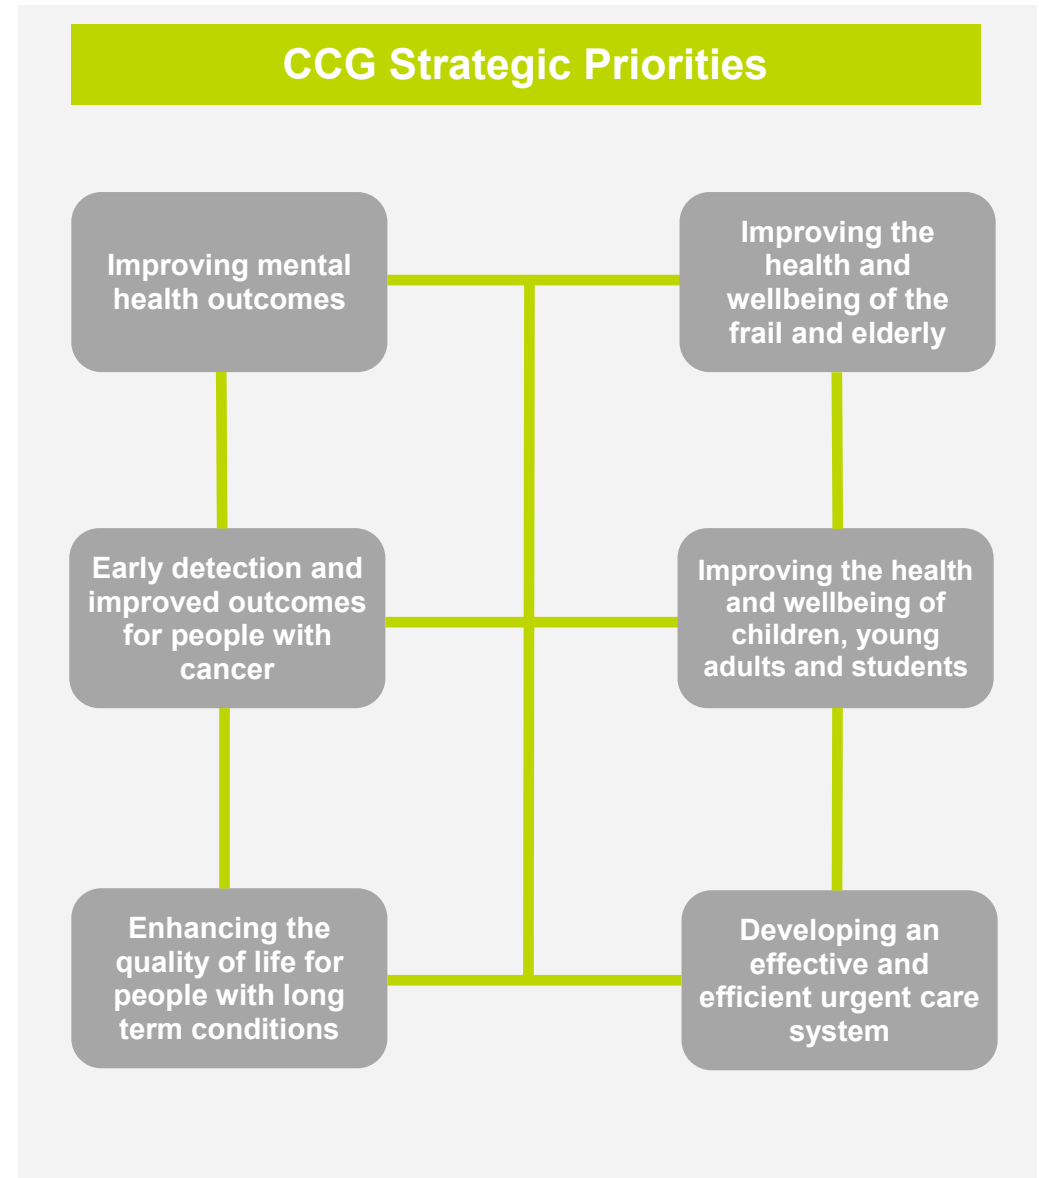 CCG Strategic Priorities
Improving mental
health outcomes
Improving the
health and
wellbeing of the
frail and elderly
Early detection and
improved outcomes
for people with
cancer
Improving the health
and wellbeing of
children, young
adults and students
Enhancing the
quality of life for
people with long
term conditions
Developing an
effective and
efficient urgent care
system